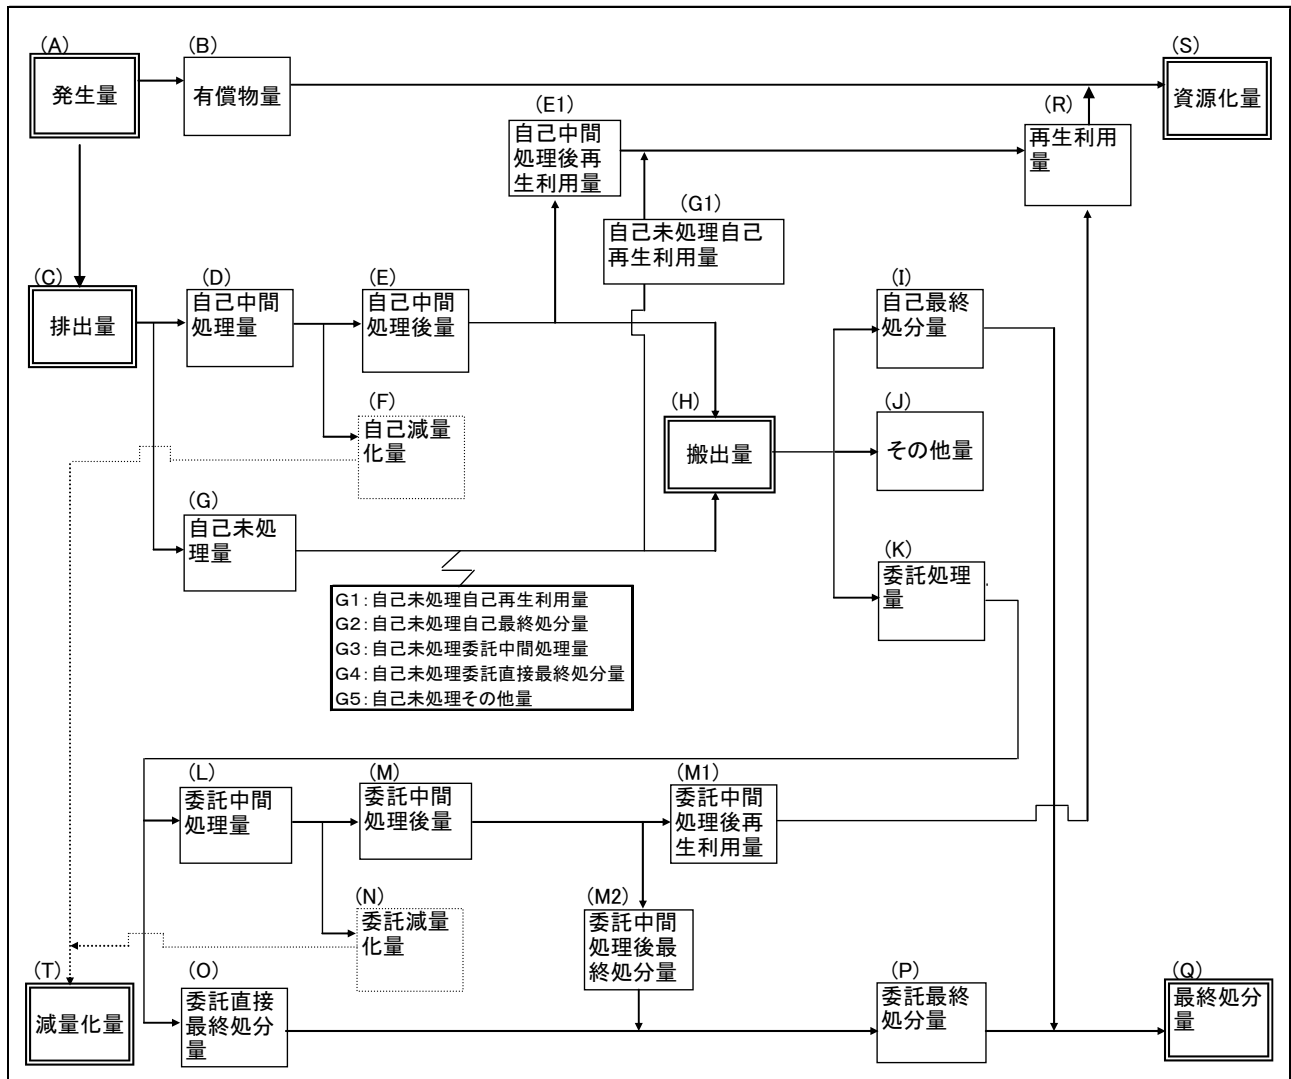 (A)
発生量
(B)
有償物量
(S)
資源化量
(E1)
自己中間
処理後再
生利用量
(R)
再生利用
量
(G1)
自己未処理自己
再生利用量
(C)
排出量
(D)
自己中間
処理量
(E)
自己中間
処理後量
(I)
自己最終
処分量
(F)
自己減量
化量
(H)
搬出量
(J)
その他量
(G)
自己未処
理量
(K)
委託処理
量
G1:自己未処理自己再生利用量
G2:自己未処理自己最終処分量
G3:自己未処理委託中間処理量
G4:自己未処理委託直接最終処分量
G5:自己未処理その他量
(L)
委託中間
処理量
(M)
委託中間
処理後量
(M1)
委託中間
処理後再
生利用量
(N)
委託減量
化量
(M2)
委託中間
処理後最
終処分量
(T)
減量化量
(O)
委託直接
最終処分
量
(P)
委託最終
処分量
(Q)
最終処分
量